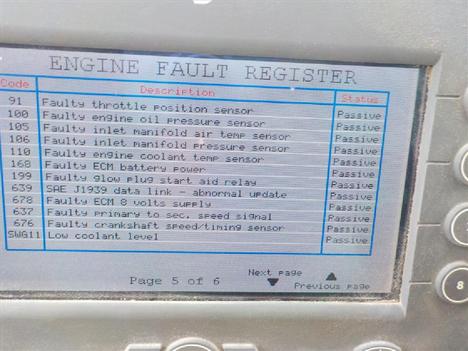 ENGINE FAULT REGISTER
Code Description Status
91 Faulty throttle position sensor Passive
100 Faulty engine oil pressure sensor Passive
105 Faulty inlet manifold air temp sensor Passive
106 Faulty inlet manifold pressure sensor Passive
110 Faulty engine coolant temp sensor Passive
168 Faulty ECM battery power Passive
199 Faulty glow plug start aid relay Passive
639 SAE J1939 data link - abnormal update Passive
678 Faulty ECM 8 volts supply Passive
637 Faulty primary to sec. speed signal Passive
676 Faulty crankshaft speed/timing sensor Passive
SWG11 Low coolant level Passive
Next page
Page 5 of 6
Previous page
8